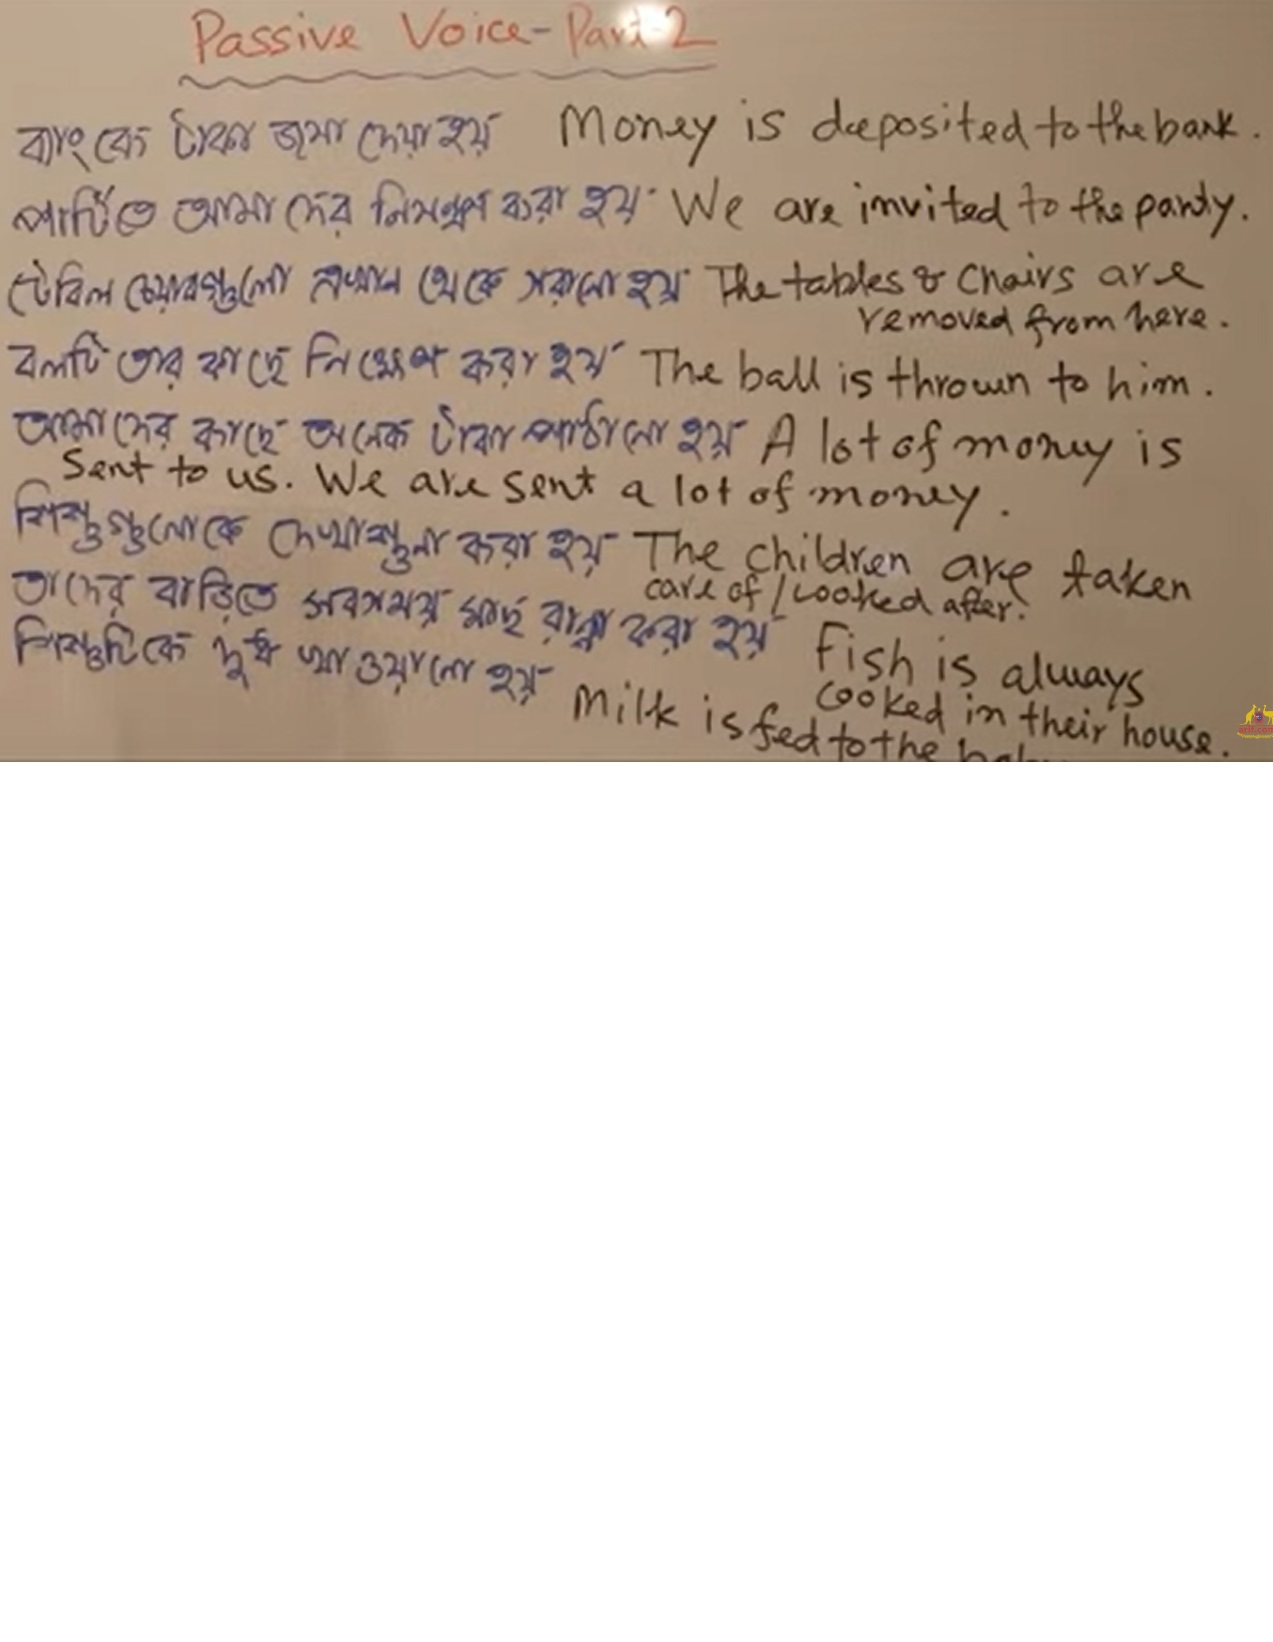 Passive Voice - Part-2
ব্যাংকে টাকা জমা দেয়া হয় Money is deeposited to the bank.
পার্টিতে আমাদের নিমন্ত্রণ করা হয় We are invited to the party.
টেবিল চেয়ারগুলো এখান থেকে সরানো হয় The tables & Chairs are
removed from here.
বলটি তার কাছে নিক্ষেপ করা হয় The ball is thrown to him.
আমাদের কাছে অনেক টাকা পাঠানো হয় A lot of money is
Sent to us. We are sent a lot of money.
শিশুগুলোকে দেখাশুনা করা হয় The children are taken
care of / Looked after.
তাদের বাড়িতে সবসময় মাছ রান্না করা হয় Fish is always
cooked in their house.
শিশুটিকে দুধ খাওয়ানো হয় Milk is fed to the